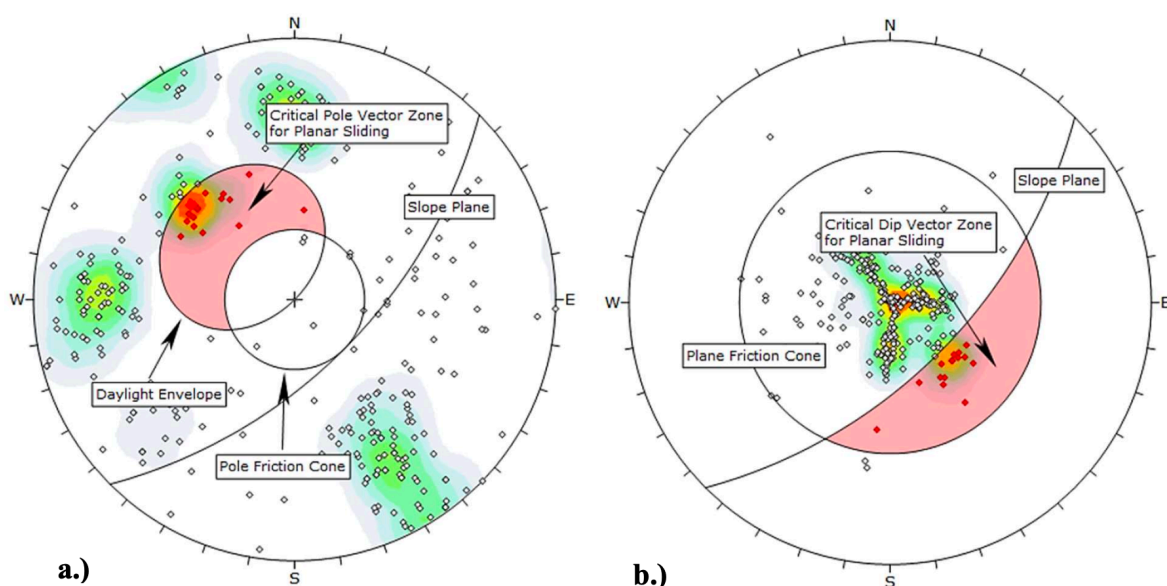 N
Critical Pole Vector Zone
for Planar Sliding
Slope Plane
W
E
Daylight Envelope
Pole Friction Cone
S
a.)
N
Slope Plane
Critical Dip Vector Zone
for Planar Sliding
W
E
Plane Friction Cone
S
b.)